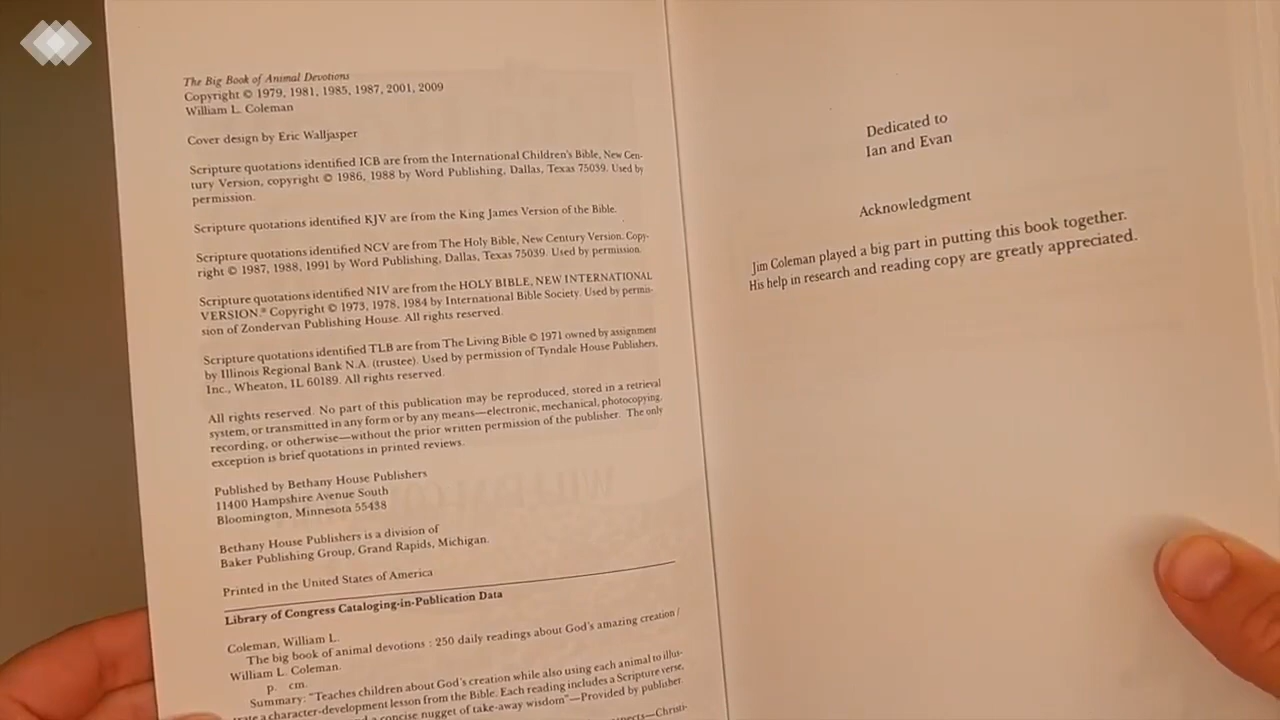 The Big Book of Animal Devotions
Copyright © 1979, 1981, 1985, 1987, 2001, 2009
William L. Coleman
Cover design by Eric Walljasper
Scripture quotations identified ICB are from the International Children's Bible, New Cen-
tury Version, copyright © 1986, 1988 by Word Publishing, Dallas, Texas 75039. Used by
permission.
Scripture quotations identified KJV are from the King James Version of the Bible.
Scripture quotations identified NCV are from The Holy Bible, New Century Version. Copy-
right © 1987, 1988, 1991 by Word Publishing, Dallas, Texas 75039. Used by permission.
Scripture quotations identified NIV are from the HOLY BIBLE, NEW INTERNATIONAL
VERSION.® Copyright © 1973, 1978, 1984 by International Bible Society. Used by permis-
sion of Zondervan Publishing House. All rights reserved.
Scripture quotations identified TLB are from The Living Bible © 1971 owned by assignment
by Illinois Regional Bank N.A. (trustee). Used by permission of Tyndale House Publishers,
Inc., Wheaton, IL 60189. All rights reserved.
All rights reserved. No part of this publication may be reproduced, stored in a retrieval
system, or transmitted in any form or by any means—electronic, mechanical, photocopying,
recording, or otherwise—without the prior written permission of the publisher. The only
exception is brief quotations in printed reviews.
Published by Bethany House Publishers
11400 Hampshire Avenue South
Bloomington, Minnesota 55438
Bethany House Publishers is a division of
Baker Publishing Group, Grand Rapids, Michigan.
Printed in the United States of America
Library of Congress Cataloging-in-Publication Data
Coleman, William L.
The big book of animal devotions : 250 daily readings about God's amazing creation /
William L. Coleman.
p. cm.
Summary: "Teaches children about God's creation while also using each animal to illus-
trate a character-development lesson from the Bible. Each reading includes a Scripture verse,
a concise nugget of take-away wisdom"—Provided by publisher.
Christi-
Dedicated to
Ian and Evan
Acknowledgment
Jim Coleman played a big part in putting this book together.
His help in research and reading copy are greatly appreciated.